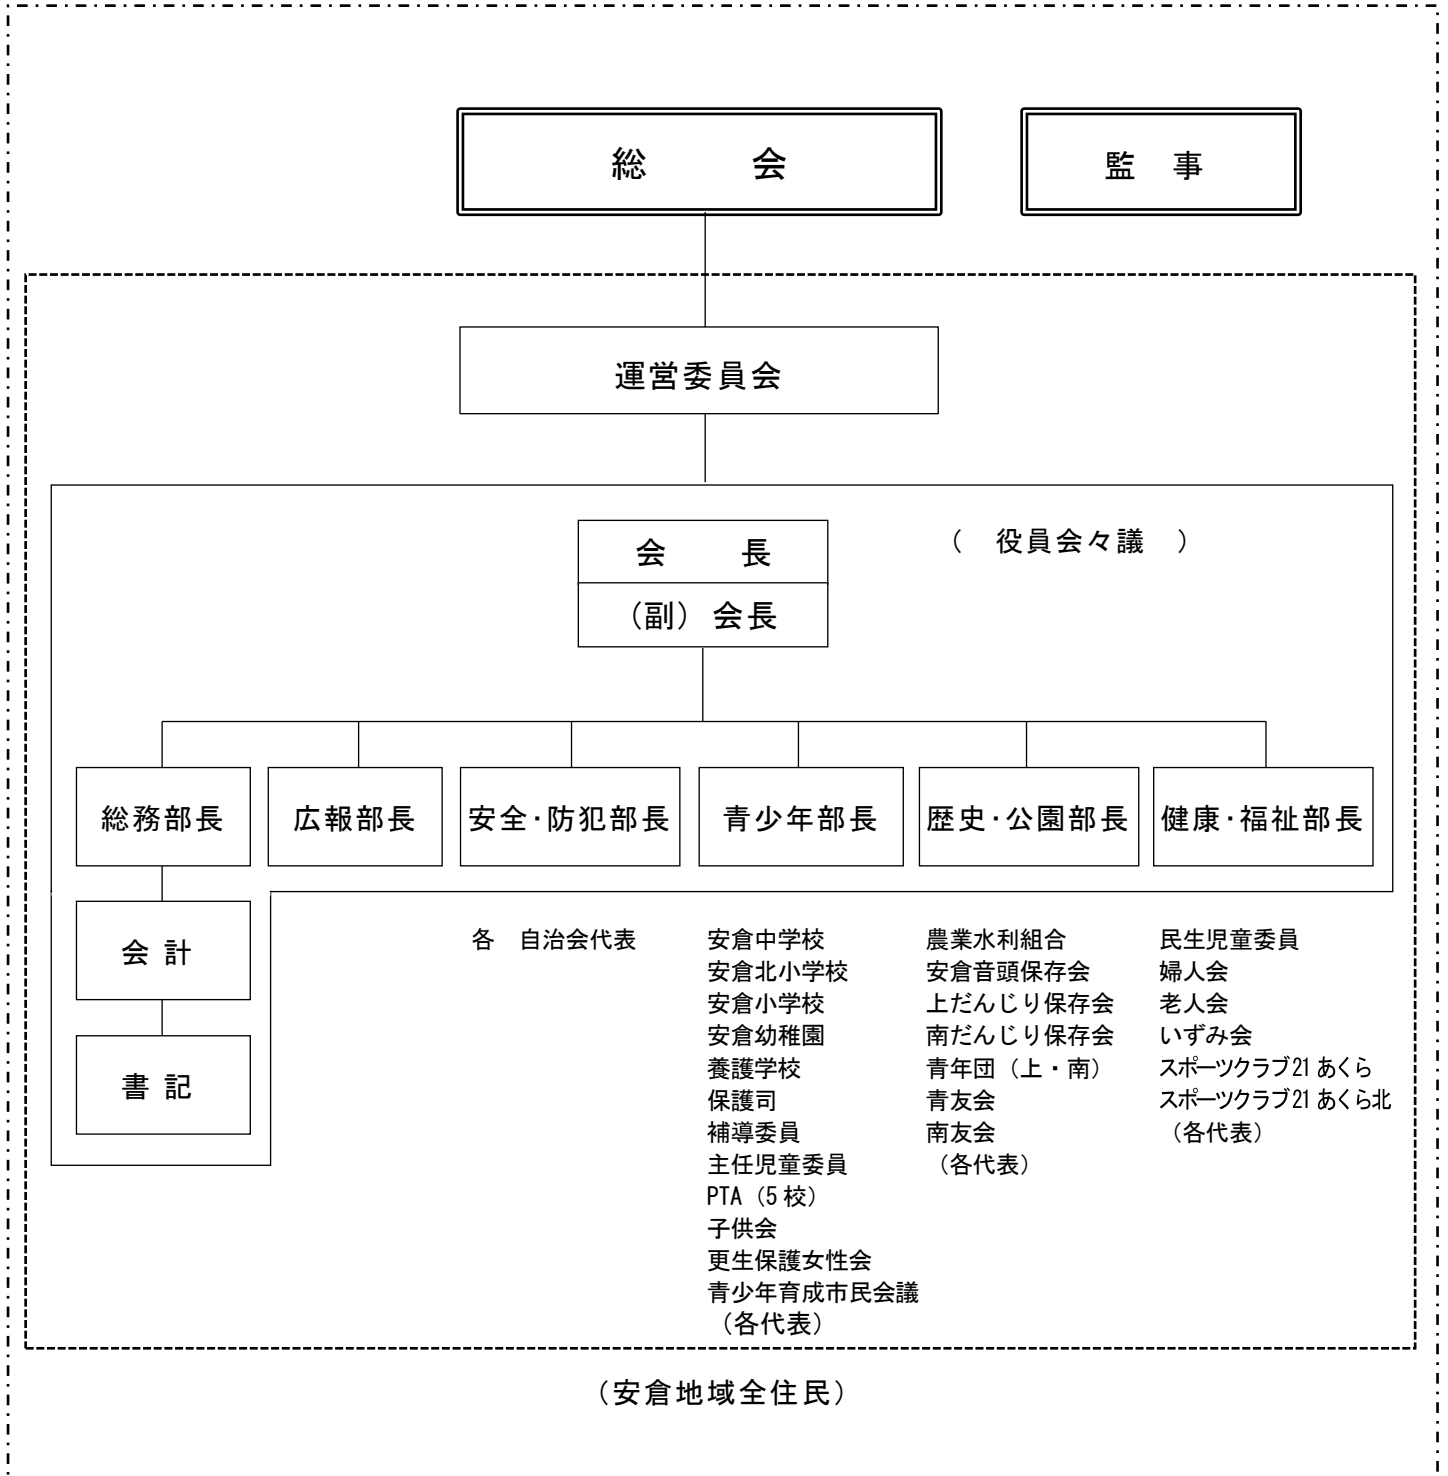 総　会
監　事
運営委員会
会　長
（ 役員会々議 ）
（副）会長
総務部長
広報部長
安全・防犯部長
青少年部長
歴史・公園部長
健康・福祉部長
会 計
書 記
各　自治会代表
安倉中学校
安倉北小学校
安倉小学校
安倉幼稚園
養護学校
保護司
補導委員
主任児童委員
PTA（5校）
子供会
更生保護女性会
青少年育成市民会議
（各代表）
農業水利組合
安倉音頭保存会
上だんじり保存会
南だんじり保存会
青年団（上・南）
青友会
南友会
（各代表）
民生児童委員
婦人会
老人会
いずみ会
スポーツクラブ21 あくら
スポーツクラブ21 あくら北
（各代表）
（安倉地域全住民）